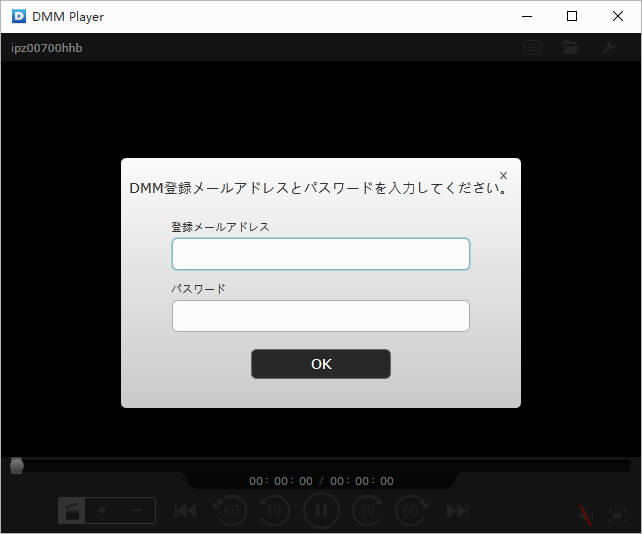 DMM Player
ipz00700hhb
×
DMM登録メールアドレスとパスワードを入力してください。
登録メールアドレス
パスワード
OK
00:00:00 / 00:00:00
+ −
60 10 10 60